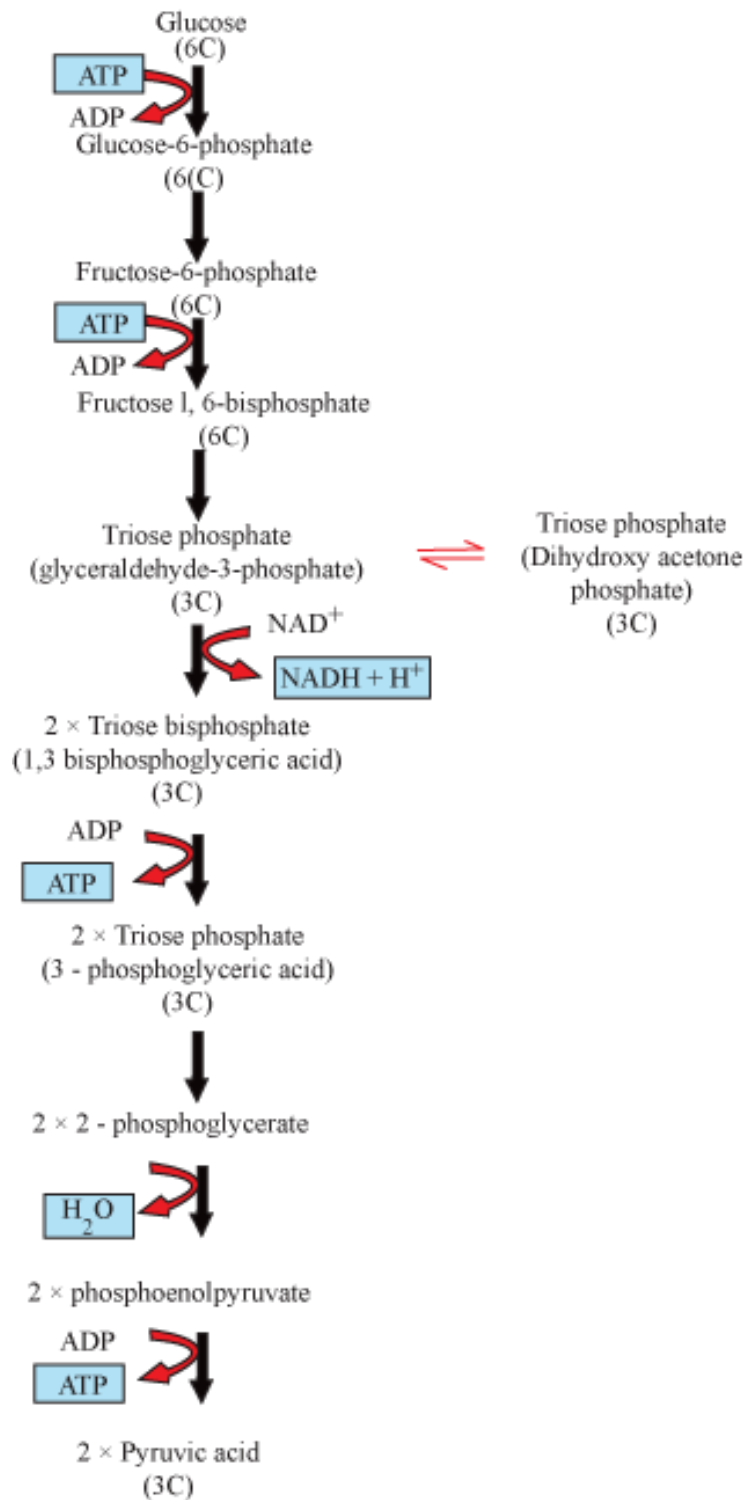 Glucose
(6C)
ATP
ADP
Glucose-6-phosphate
(6(C)
Fructose-6-phosphate
(6C)
ATP
ADP
Fructose l, 6-bisphosphate
(6C)
Triose phosphate
(glyceraldehyde-3-phosphate)
(3C)
Triose phosphate
(Dihydroxy acetone
phosphate)
(3C)
NAD⁺
NADH + H⁺
2 × Triose bisphosphate
(1,3 bisphosphoglyceric acid)
(3C)
ADP
ATP
2 × Triose phosphate
(3 - phosphoglyceric acid)
(3C)
2 × 2 - phosphoglycerate
H₂O
2 × phosphoenolpyruvate
ADP
ATP
2 × Pyruvic acid
(3C)